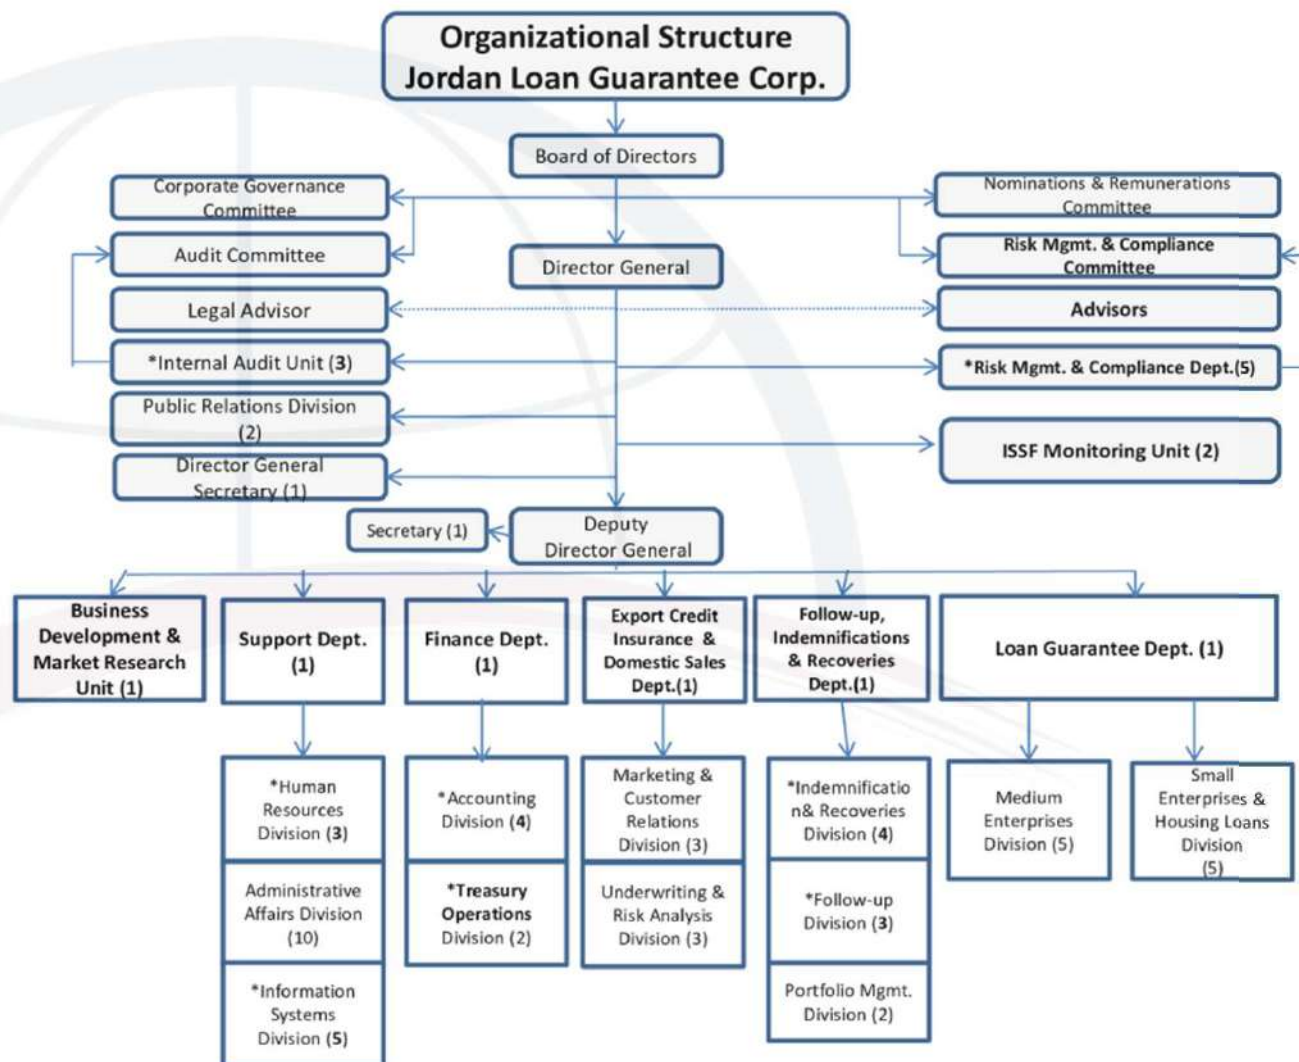 Organizational Structure
Jordan Loan Guarantee Corp.
Board of Directors
Corporate Governance
Committee
Nominations & Remunerations
Committee
Audit Committee
Risk Mgmt. & Compliance
Committee
Director General
Legal Advisor
Advisors
*Internal Audit Unit (3)
*Risk Mgmt. & Compliance Dept.(5)
Public Relations Division
(2)
ISSF Monitoring Unit (2)
Director General
Secretary (1)
Secretary (1)
Deputy
Director General
Business
Development &
Market Research
Unit (1)
Support Dept.
(1)
Finance Dept.
(1)
Export Credit
Insurance &
Domestic Sales
Dept.(1)
Follow-up,
Indemnifications
& Recoveries
Dept.(1)
Loan Guarantee Dept. (1)
*Human
Resources
Division (3)
Administrative
Affairs Division
(10)
*Information
Systems
Division (5)
*Accounting
Division (4)
*Treasury
Operations
Division (2)
Marketing &
Customer
Relations
Division (3)
Underwriting &
Risk Analysis
Division (3)
*Indemnificatio
n& Recoveries
Division (4)
*Follow-up
Division (3)
Portfolio Mgmt.
Division (2)
Medium
Enterprises
Division (5)
Small
Enterprises &
Housing Loans
Division
(5)